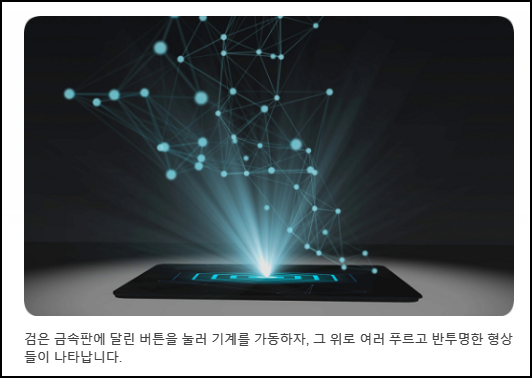 검은 금속판에 달린 버튼을 눌러 기계를 가동하자, 그 위로 여러 푸르고 반투명한 형상
들이 나타납니다.